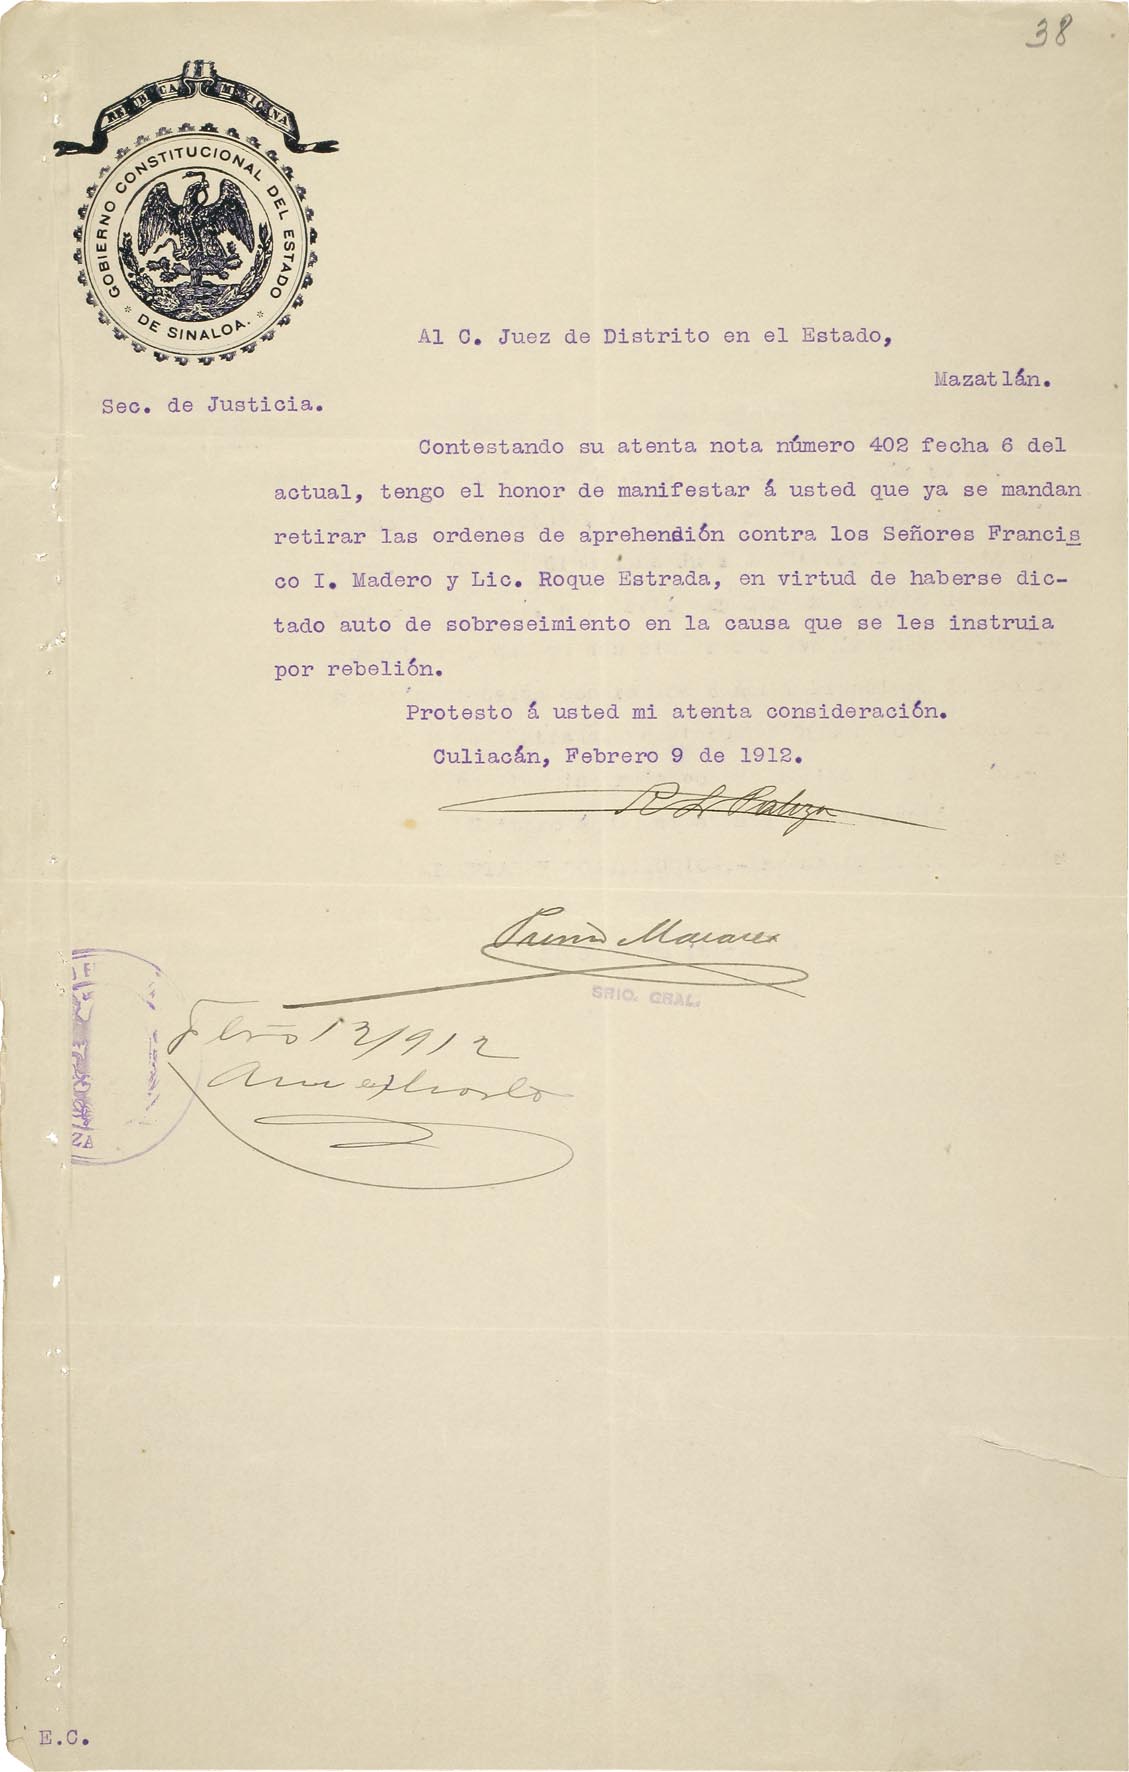 38
REPUBLICA MEXICANA
GOBIERNO CONSTITUCIONAL DEL ESTADO
* DE SINALOA. *
Al C. Juez de Distrito en el Estado,
Mazatlán.
Sec. de Justicia.
Contestando su atenta nota número 402 fecha 6 del
actual, tengo el honor de manifestar á usted que ya se mandan
retirar las ordenes de aprehendión contra los Señores Francis
co I. Madero y Lic. Roque Estrada, en virtud de haberse dic-
tado auto de sobreseimiento en la causa que se les instruia
por rebelión.
Protesto á usted mi atenta consideración.
Culiacán, Febrero 9 de 1912.
SRIO. GRAL.
13/912
E.C.